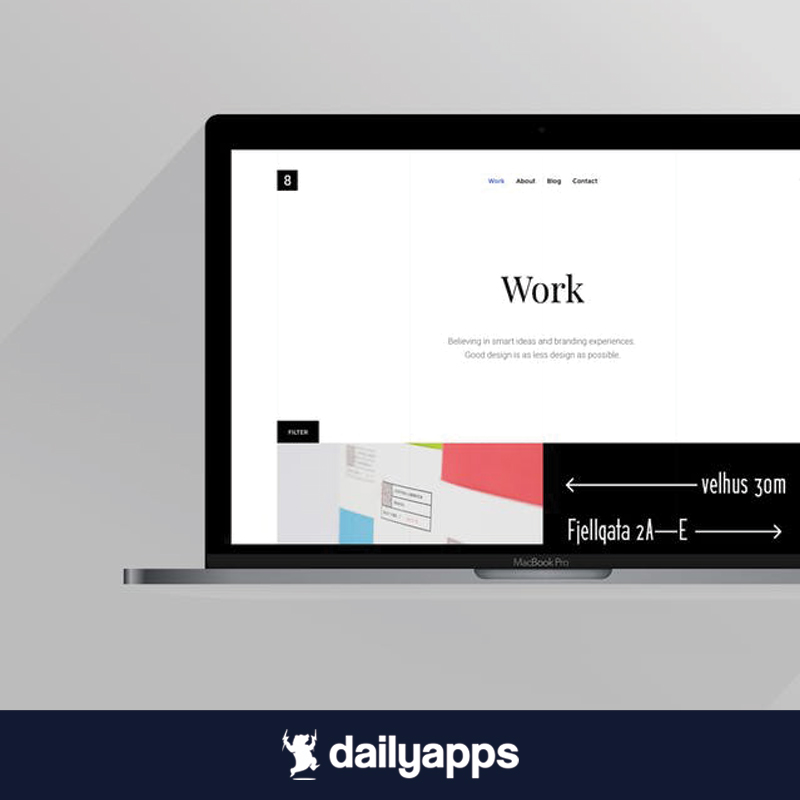 8
Work About Blog Contact
Work
Believing in smart ideas and branding experiences.
Good design is as less design as possible.
FILTER
velhus 30m
Fjellgata 2A—E
MacBook Pro
dailyapps